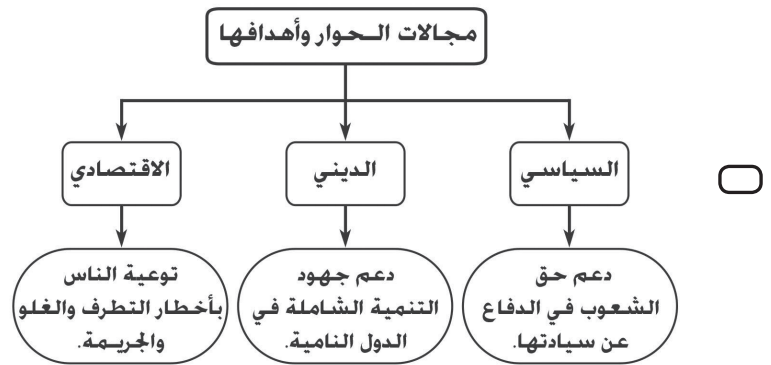 مجالات الحوار وأهدافها
السياسي
الديني
الاقتصادي
دعم حق
الشعوب في الدفاع
عن سيادتها.
دعم جهود
التنمية الشاملة في
الدول النامية.
توعية الناس
بأخطار التطرف والغلو
والجريمة.